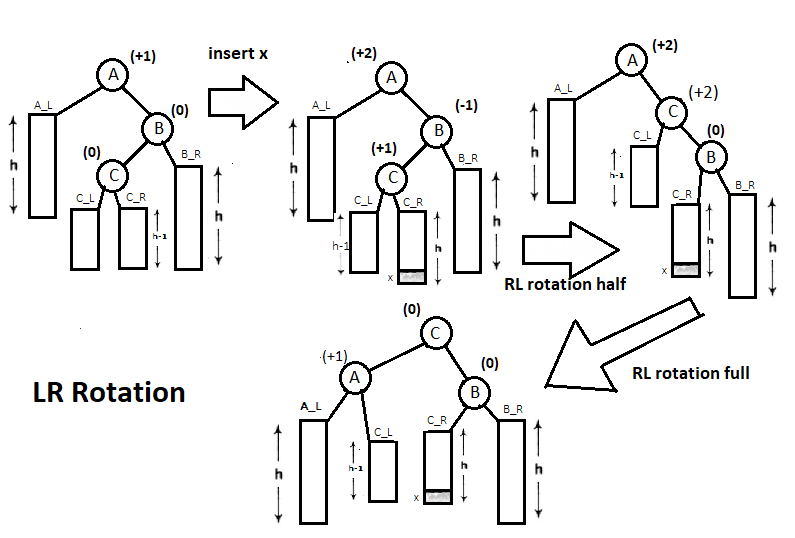 (+1)
A
A_L
(0)
B
(0)
C
B_R
C_L
C_R
h
h-1
h
insert x
(+2)
A
A_L
(-1)
B
(+1)
C
B_R
C_L
C_R
h
h-1
h
h
x
(+2)
A
A_L
(+2)
C
C_L
(0)
B
C_R
B_R
h
h-1
h
h
x
RL rotation half
RL rotation full
LR Rotation
(0)
C
(+1)
A
(0)
B
A_L
C_L
C_R
B_R
h
h-1
h
h
x